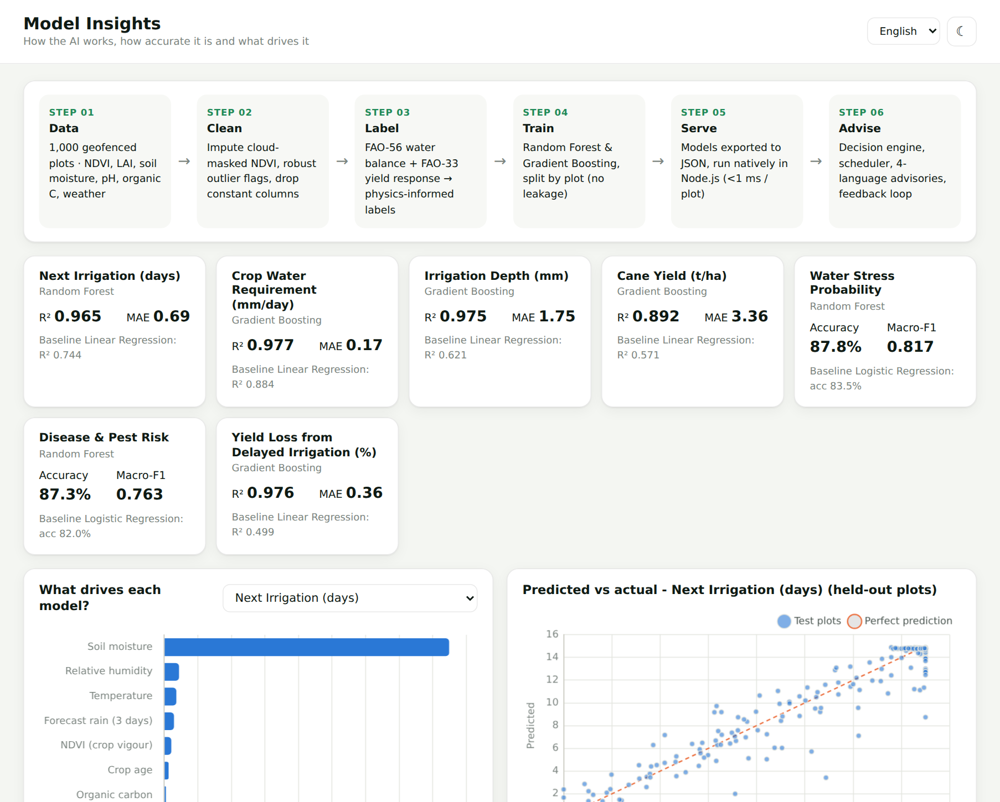 Model Insights
How the AI works, how accurate it is and what drives it
English
STEP 01
Data
1,000 geofenced
plots · NDVI, LAI, soil
moisture, pH, organic
C, weather
→
STEP 02
Clean
Impute cloud-
masked NDVI, robust
outlier flags, drop
constant columns
→
STEP 03
Label
FAO-56 water
balance + FAO-33
yield response →
physics-informed
labels
→
STEP 04
Train
Random Forest &
Gradient Boosting,
split by plot (no
leakage)
→
STEP 05
Serve
Models exported to
JSON, run natively in
Node.js (<1 ms /
plot)
→
STEP 06
Advise
Decision engine,
scheduler, 4-
language advisories,
feedback loop
Next Irrigation (days)
Random Forest
R² 0.965 MAE 0.69
Baseline Linear Regression:
R² 0.744
Crop Water
Requirement
(mm/day)
Gradient Boosting
R² 0.977 MAE 0.17
Baseline Linear Regression:
R² 0.884
Irrigation Depth (mm)
Gradient Boosting
R² 0.975 MAE 1.75
Baseline Linear Regression:
R² 0.621
Cane Yield (t/ha)
Gradient Boosting
R² 0.892 MAE 3.36
Baseline Linear Regression:
R² 0.571
Water Stress
Probability
Random Forest
Accuracy Macro-F1
87.8% 0.817
Baseline Logistic Regression:
acc 83.5%
Disease & Pest Risk
Random Forest
Accuracy Macro-F1
87.3% 0.763
Baseline Logistic Regression:
acc 82.0%
Yield Loss from
Delayed Irrigation (%)
Gradient Boosting
R² 0.976 MAE 0.36
Baseline Linear Regression:
R² 0.499
What drives each
model?
Next Irrigation (days)
Soil moisture
Relative humidity
Temperature
Forecast rain (3 days)
NDVI (crop vigour)
Crop age
Organic carbon
Predicted vs actual - Next Irrigation (days) (held-out plots)
Test plots Perfect prediction
Predicted
16
14
12
10
8
6
4
2